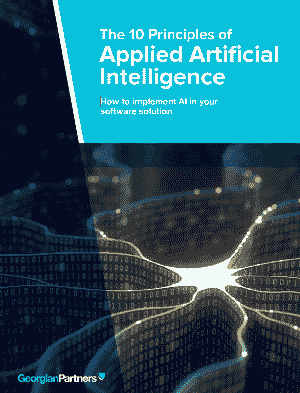 The 10 Principles of
Applied Artificial
Intelligence
How to implement AI in your
software solution
GeorgianPartners